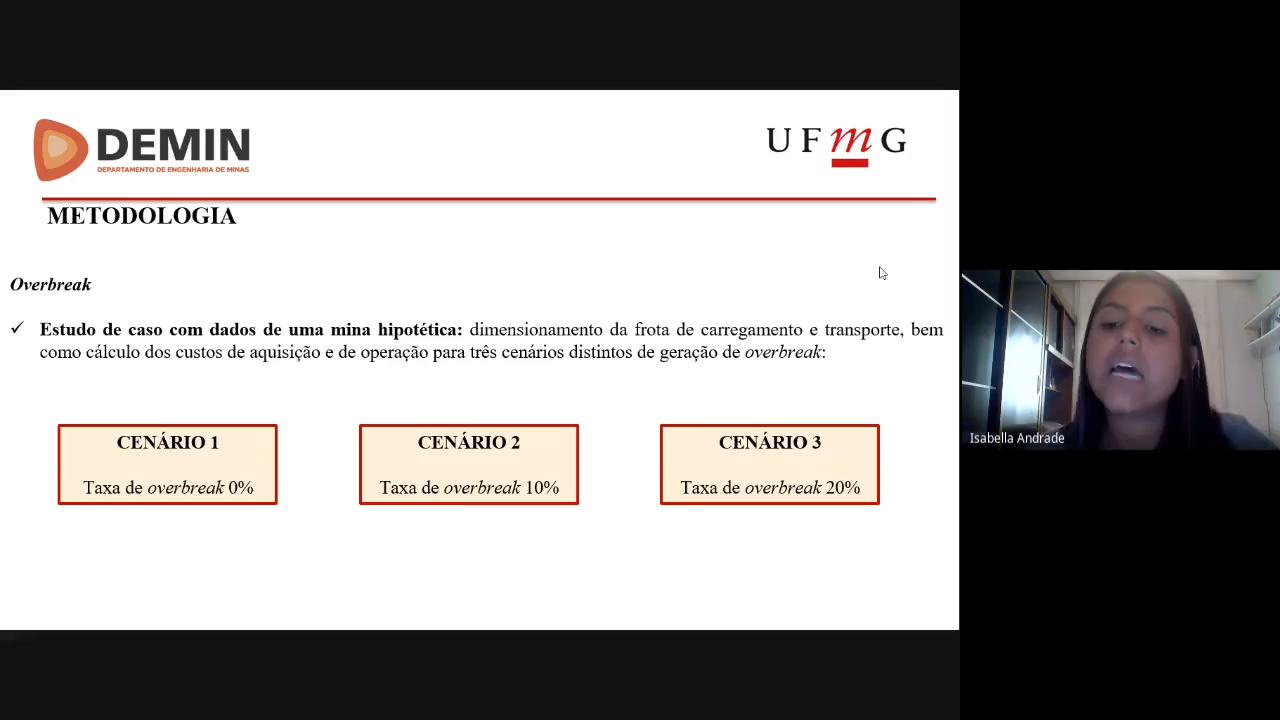 DEMIN
DEPARTAMENTO DE ENGENHARIA DE MINAS
UFmG
METODOLOGIA
Overbreak
✓ Estudo de caso com dados de uma mina hipotética: dimensionamento da frota de carregamento e transporte, bem
como cálculo dos custos de aquisição e de operação para três cenários distintos de geração de overbreak:
CENÁRIO 1
Taxa de overbreak 0%
CENÁRIO 2
Taxa de overbreak 10%
CENÁRIO 3
Taxa de overbreak 20%
Isabella Andrade